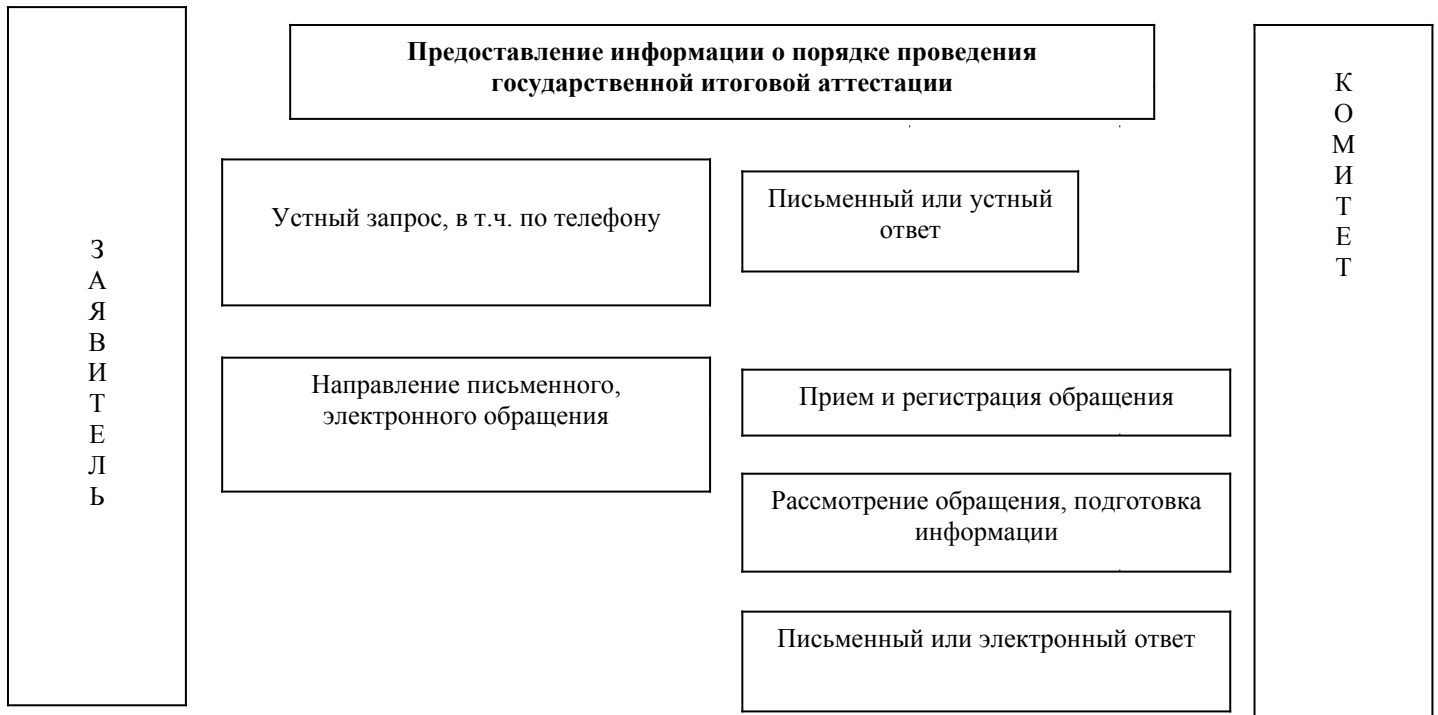 Предоставление информации о порядке проведения
государственной итоговой аттестации
З
А
Я
В
И
Т
Е
Л
Ь
Устный запрос, в т.ч. по телефону
Письменный или устный
ответ
Направление письменного,
электронного обращения
Прием и регистрация обращения
Рассмотрение обращения, подготовка
информации
Письменный или электронный ответ
К
О
М
И
Т
Е
Т